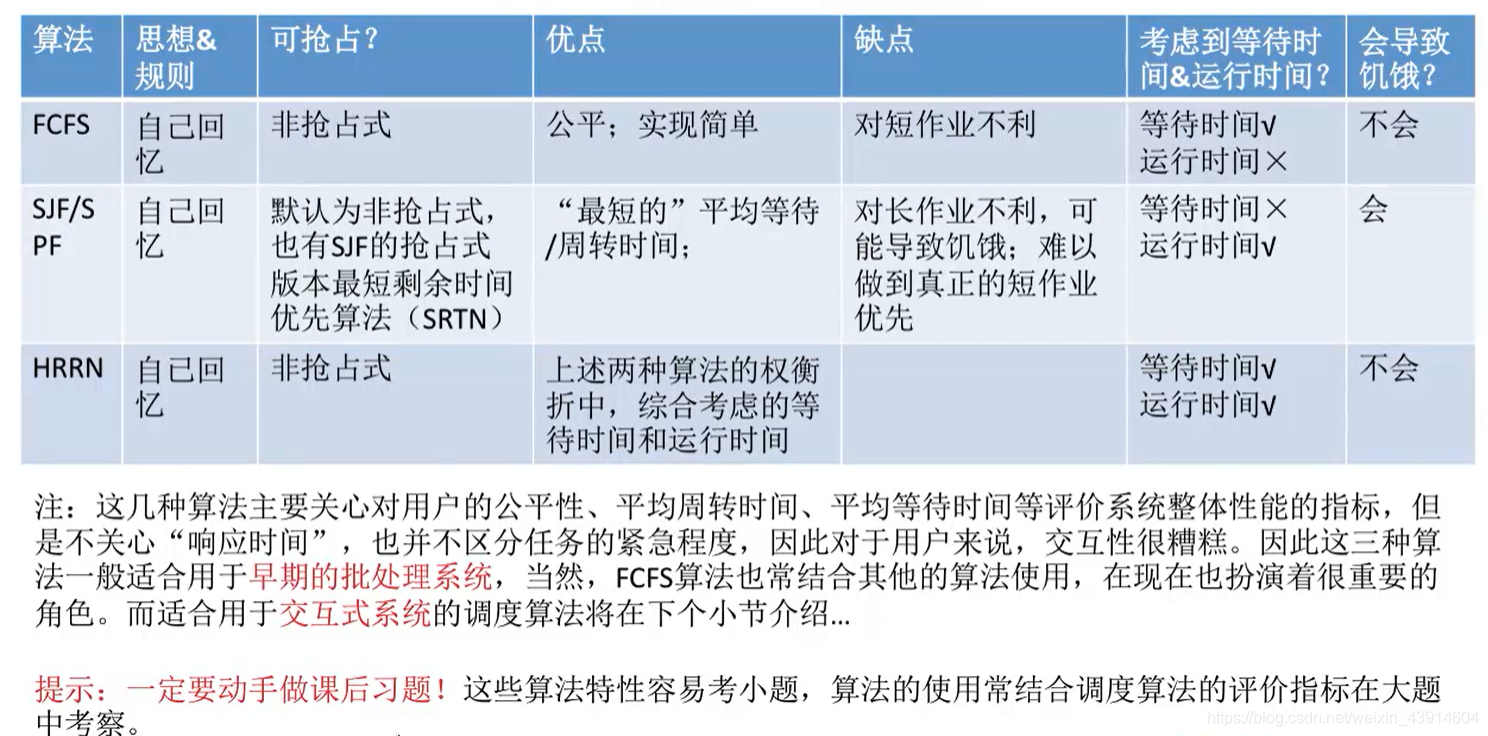 算法 思想& 可抢占? 优点 缺点 考虑到等待时 会导致
规则 间&运行时间? 饥饿?
FCFS 自己回 非抢占式 公平；实现简单 对短作业不利 等待时间√ 不会
忆 运行时间×
SJF/S 自己回 默认为非抢占式， “最短的”平均等待 对长作业不利，可 等待时间× 会
PF 忆 也有SJF的抢占式 /周转时间； 能导致饥饿；难以 运行时间√
版本最短剩余时间 做到真正的短作业
优先算法（SRTN） 优先
HRRN 自己回 非抢占式 上述两种算法的权衡 等待时间√ 不会
忆 折中，综合考虑的等 运行时间√
待时间和运行时间
注：这几种算法主要关心对用户的公平性、平均周转时间、平均等待时间等评价系统整体性能的指标，但
是不关心“响应时间”，也并不区分任务的紧急程度，因此对于用户来说，交互性很糟糕。因此这三种算
法一般适合用于早期的批处理系统，当然，FCFS算法也常结合其他的算法使用，在现在也扮演着很重要的
角色。而适合用于交互式系统的调度算法将在下个小节介绍...
提示：一定要动手做课后习题！这些算法特性容易考小题，算法的使用常结合调度算法的评价指标在大题
中考察。
https://blog.csdn.net/weixin_43914604